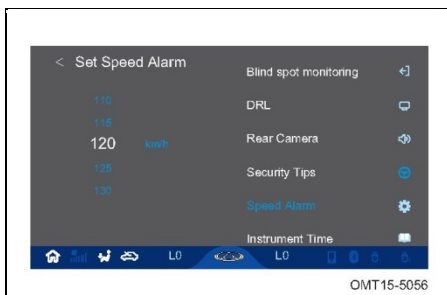 < Set Speed Alarm
110
115
120 km/h
125
130
Blind spot monitoring
DRL
Rear Camera
Security Tips
Speed Alarm
Instrument Time
L0 L0
OMT15-5056